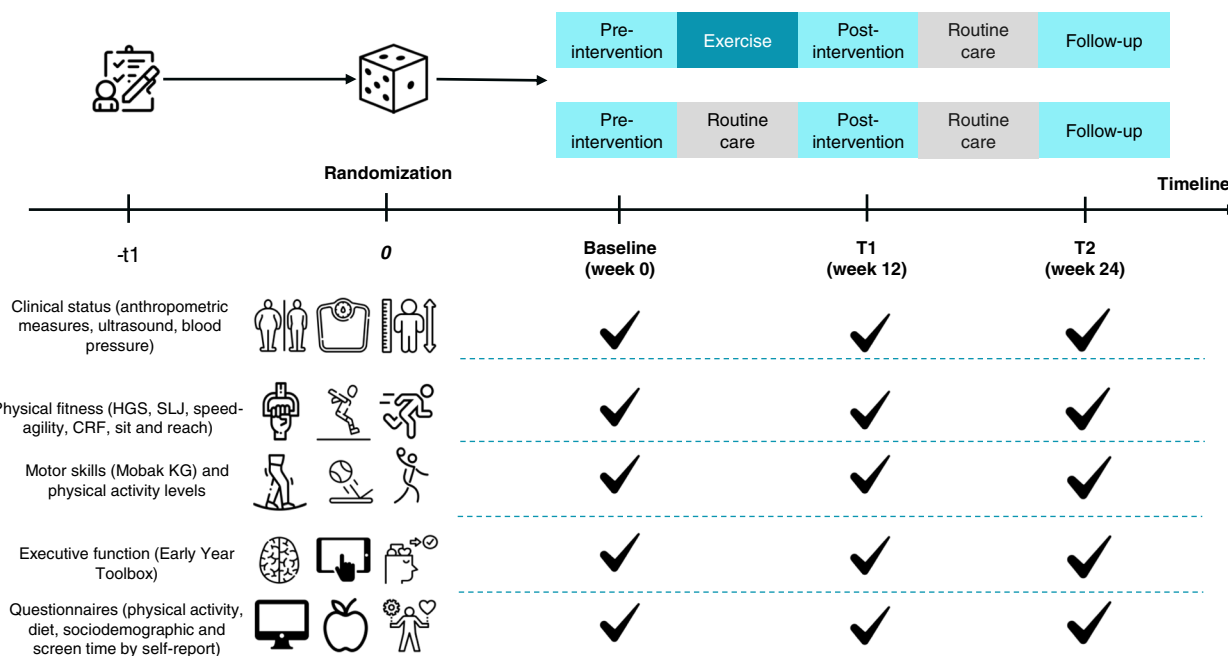 Pre-
intervention
Exercise
Post-
intervention
Routine
care
Follow-up
Pre-
intervention
Routine
care
Post-
intervention
Routine
care
Follow-up
Randomization
Timeline
-t1
0
Baseline
(week 0)
T1
(week 12)
T2
(week 24)
Clinical status (anthropometric
measures, ultrasound, blood
pressure)
Physical fitness (HGS, SLJ, speed-
agility, CRF, sit and reach)
Motor skills (Mobak KG) and
physical activity levels
Executive function (Early Year
Toolbox)
Questionnaires (physical activity,
diet, sociodemographic and
screen time by self-report)